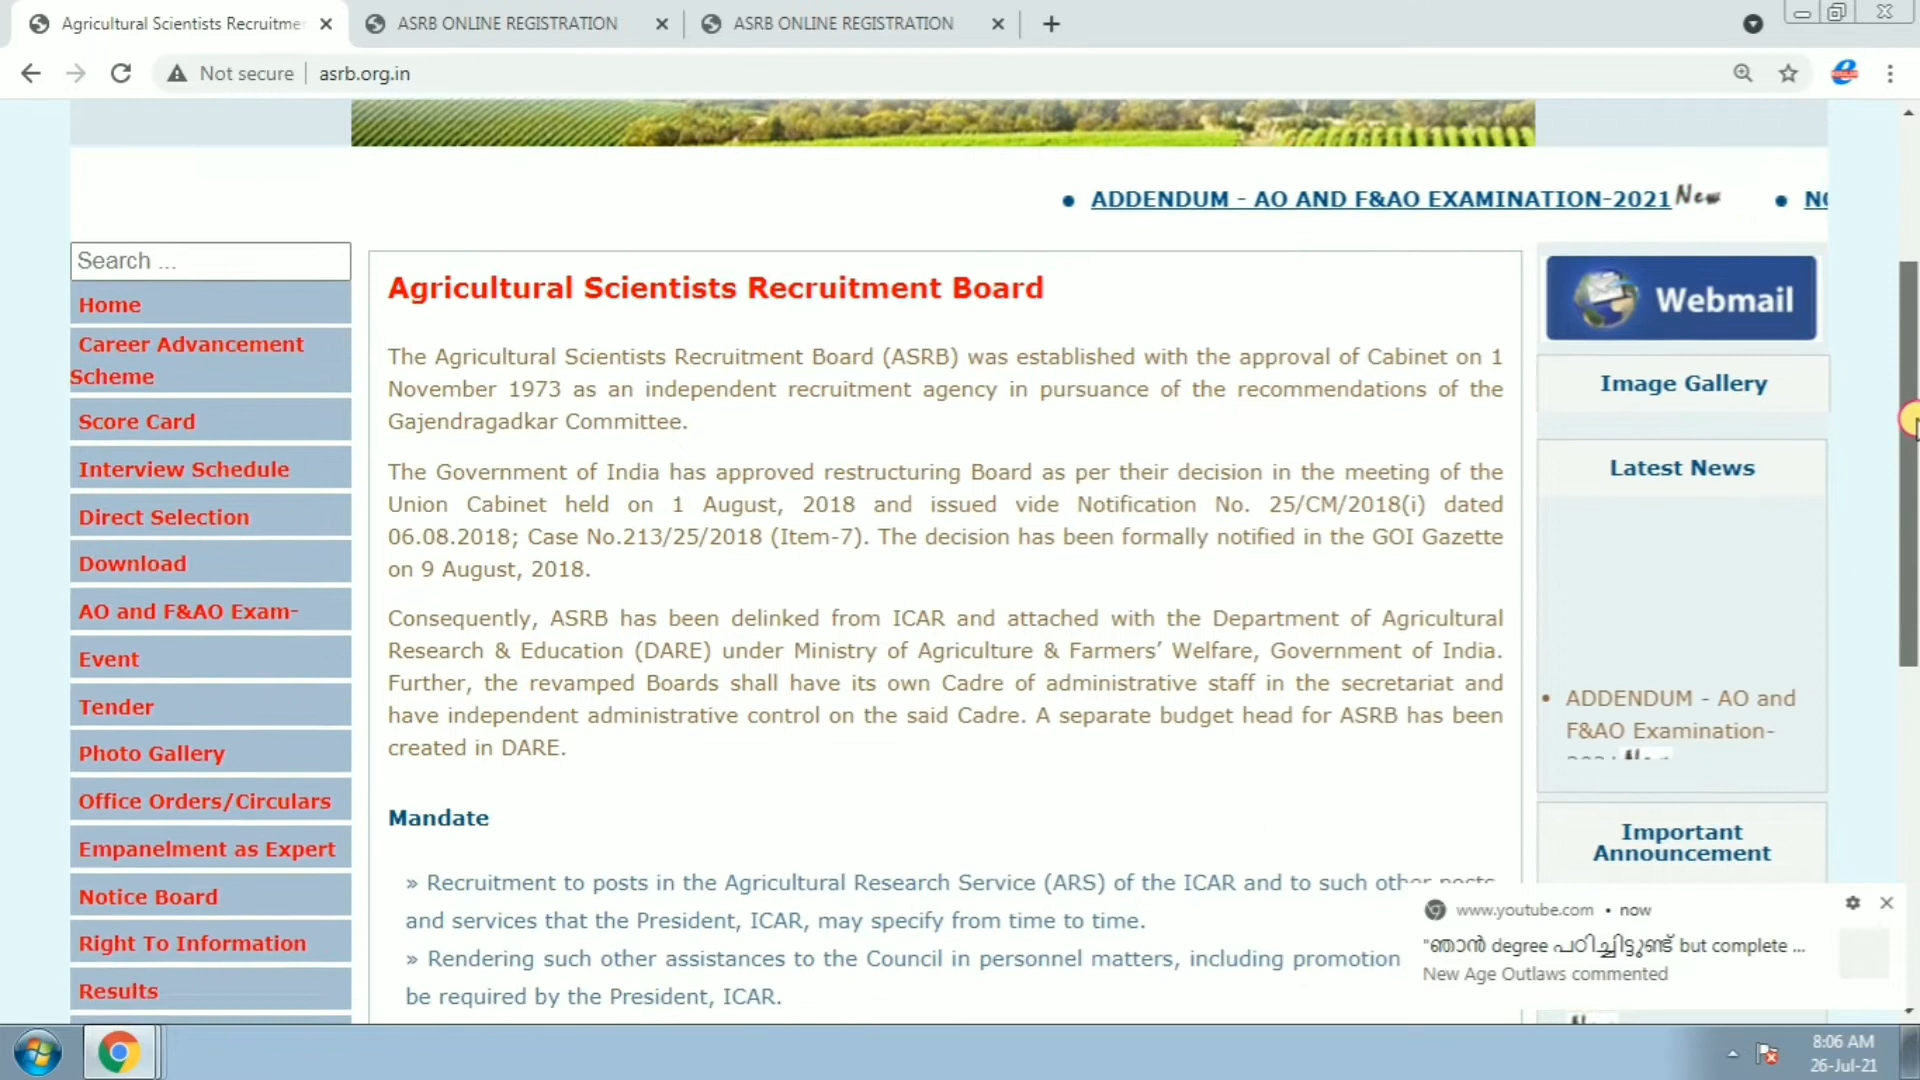 Agricultural Scientists Recruitme
ASRB ONLINE REGISTRATION
ASRB ONLINE REGISTRATION
Not secure
asrb.org.in
ADDENDUM - AO AND F&AO EXAMINATION-2021 New
Search ...
Home
Career Advancement
Scheme
Score Card
Interview Schedule
Direct Selection
Download
AO and F&AO Exam-
Event
Tender
Photo Gallery
Office Orders/Circulars
Empanelment as Expert
Notice Board
Right To Information
Results
Agricultural Scientists Recruitment Board
The Agricultural Scientists Recruitment Board (ASRB) was established with the approval of Cabinet on 1
November 1973 as an independent recruitment agency in pursuance of the recommendations of the
Gajendragadkar Committee.
The Government of India has approved restructuring Board as per their decision in the meeting of the
Union Cabinet held on 1 August, 2018 and issued vide Notification No. 25/CM/2018(i) dated
06.08.2018; Case No.213/25/2018 (Item-7). The decision has been formally notified in the GOI Gazette
on 9 August, 2018.
Consequently, ASRB has been delinked from ICAR and attached with the Department of Agricultural
Research & Education (DARE) under Ministry of Agriculture & Farmers’ Welfare, Government of India.
Further, the revamped Boards shall have its own Cadre of administrative staff in the secretariat and
have independent administrative control on the said Cadre. A separate budget head for ASRB has been
created in DARE.
Mandate
» Recruitment to posts in the Agricultural Research Service (ARS) of the ICAR and to such other posts
and services that the President, ICAR, may specify from time to time.
» Rendering such other assistances to the Council in personnel matters, including promotion
be required by the President, ICAR.
Webmail
Image Gallery
Latest News
ADDENDUM - AO and
F&AO Examination-
Important
Announcement
www.youtube.com • now
"ഞാൻ degree പഠിച്ചിട്ടുണ്ട് but complete ...
New Age Outlaws commented
8:06 AM
26-Jul-21